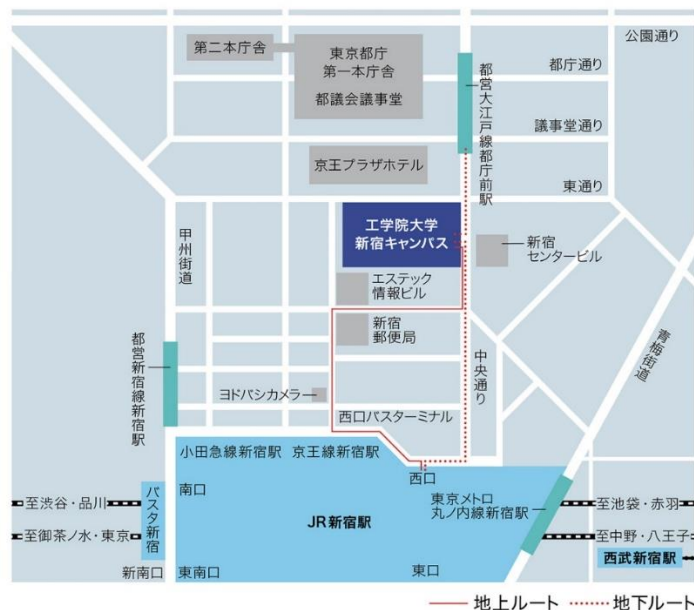 第二本庁舎
東京都庁
第一本庁舎
都議会議事堂
公園通り
都庁通り
都営大江戸線都庁前駅
議事堂通り
京王プラザホテル
東通り
工学院大学
新宿キャンパス
甲州街道
新宿
センタービル
エステック
情報ビル
新宿
郵便局
青梅街道
都営新宿線新宿駅
中央通り
ヨドバシカメラ
西口バスターミナル
小田急線新宿駅 京王線新宿駅
西口
南口
東京メトロ
丸ノ内線新宿駅
至渋谷・品川
バスタ新宿
至池袋・赤羽
JR新宿駅
至御茶ノ水・東京
至中野・八王子
西武新宿駅
新南口
東南口
東口
地上ルート
地下ルート